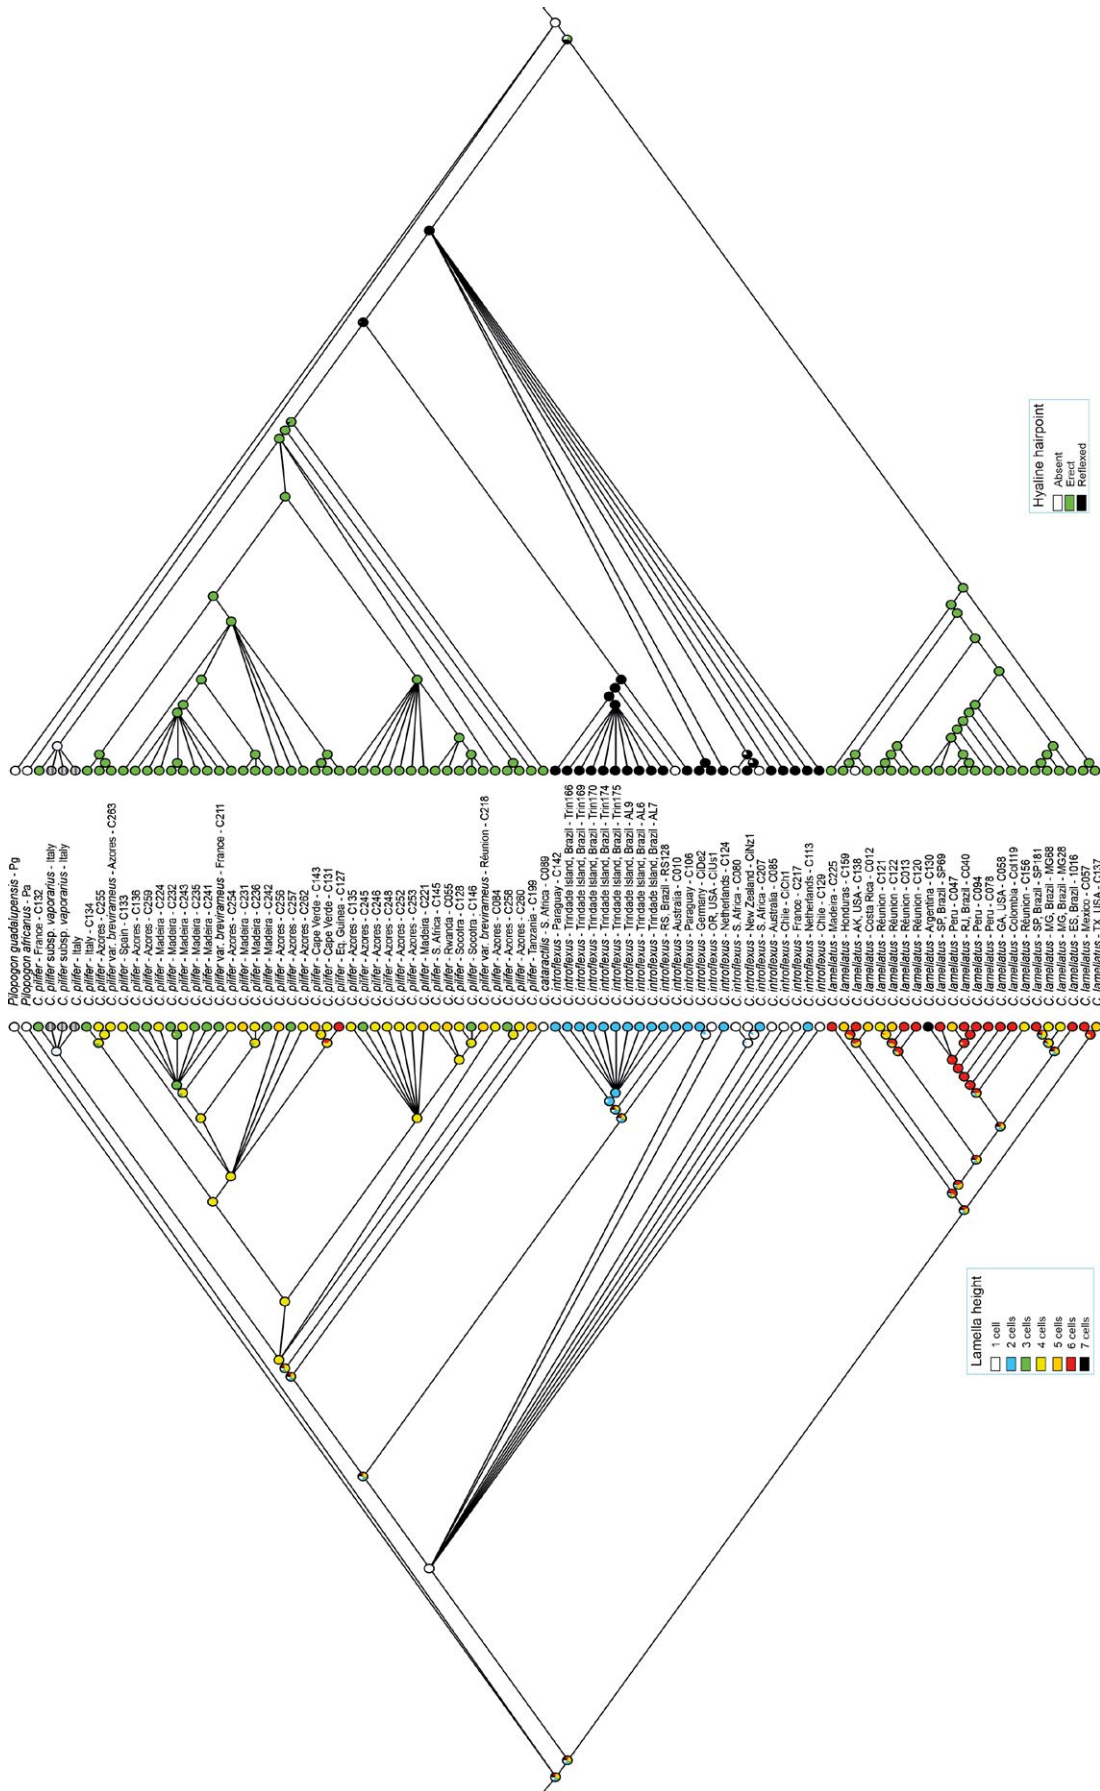 Pilopogon guadalupensis - Pg
Pilopogon africanus - Pa
C. pilifer - France - C132
C. pilifer subsp. vaporarius - Italy
C. pilifer subsp. vaporarius - Italy
C. pilifer - Italy
C. pilifer - Italy - C134
C. pilifer - Azores - C255
C. pilifer var. brevirameus - Azores - C263
C. pilifer - Spain - C133
C. pilifer - Azores - C136
C. pilifer - Azores - C259
C. pilifer - Madeira - C224
C. pilifer - Madeira - C232
C. pilifer - Madeira - C243
C. pilifer - Madeira - C235
C. pilifer - Madeira - C241
C. pilifer var. brevirameus - France - C211
C. pilifer - Azores - C254
C. pilifer - Madeira - C231
C. pilifer - Madeira - C236
C. pilifer - Madeira - C242
C. pilifer - Azores - C256
C. pilifer - Azores - C257
C. pilifer - Azores - C262
C. pilifer - Cape Verde - C143
C. pilifer - Cape Verde - C131
C. pilifer - Eq. Guinea - C127
C. pilifer - Azores - C135
C. pilifer - Azores - C245
C. pilifer - Azores - C246
C. pilifer - Azores - C248
C. pilifer - Azores - C252
C. pilifer - Azores - C253
C. pilifer - Madeira - C221
C. pilifer - S. Africa - C145
C. pilifer - Rwanda - C055
C. pilifer - Socotra - C128
C. pilifer - Socotra - C146
C. pilifer var. brevirameus - Réunion - C218
C. pilifer - Azores - C084
C. pilifer - Azores - C258
C. pilifer - Azores - C260
C. pilifer - Tanzania - C199
C. cataractilis - S. Africa - C089
C. introflexus - Paraguay - C142
C. introflexus - Trindade Island, Brazil - Trin166
C. introflexus - Trindade Island, Brazil - Trin169
C. introflexus - Trindade Island, Brazil - Trin170
C. introflexus - Trindade Island, Brazil - Trin174
C. introflexus - Trindade Island, Brazil - Trin175
C. introflexus - Trindade Island, Brazil - AL9
C. introflexus - Trindade Island, Brazil - AL6
C. introflexus - Trindade Island, Brazil - AL7
C. introflexus - RS, Brazil - RS128
C. introflexus - Australia - C010
C. introflexus - Paraguay - C106
C. introflexus - Germany - CiDe2
C. introflexus - OR, USA - CiUs1
C. introflexus - Netherlands - C124
C. introflexus - S. Africa - C080
C. introflexus - New Zealand - CiNz1
C. introflexus - S. Africa - C207
C. introflexus - Australia - C085
C. introflexus - Chile - CiCh1
C. introflexus - France - C217
C. introflexus - Netherlands - C113
C. introflexus - Chile - C129
C. lamellatus - Madeira - C225
C. lamellatus - Honduras - C159
C. lamellatus - AK, USA - C138
C. lamellatus - Costa Rica - C012
C. lamellatus - Réunion - C121
C. lamellatus - Réunion - C122
C. lamellatus - Réunion - C013
C. lamellatus - Réunion - C120
C. lamellatus - Argentina - C130
C. lamellatus - SP, Brazil - SP69
C. lamellatus - Peru - C047
C. lamellatus - RJ, Brazil - C040
C. lamellatus - Peru - C094
C. lamellatus - Peru - C078
C. lamellatus - GA, USA - C058
C. lamellatus - Colombia - Col119
C. lamellatus - Réunion - C156
C. lamellatus - SP, Brazil - SP181
C. lamellatus - MG, Brazil - MG68
C. lamellatus - MG, Brazil - MG28
C. lamellatus - ES, Brazil - 1016
C. lamellatus - Mexico - C057
C. lamellatus - TX, USA - C137
Lamella height
1 cell
2 cells
3 cells
4 cells
5 cells
6 cells
7 cells
Hyaline hairpoint
Absent
Erect
Reflexed